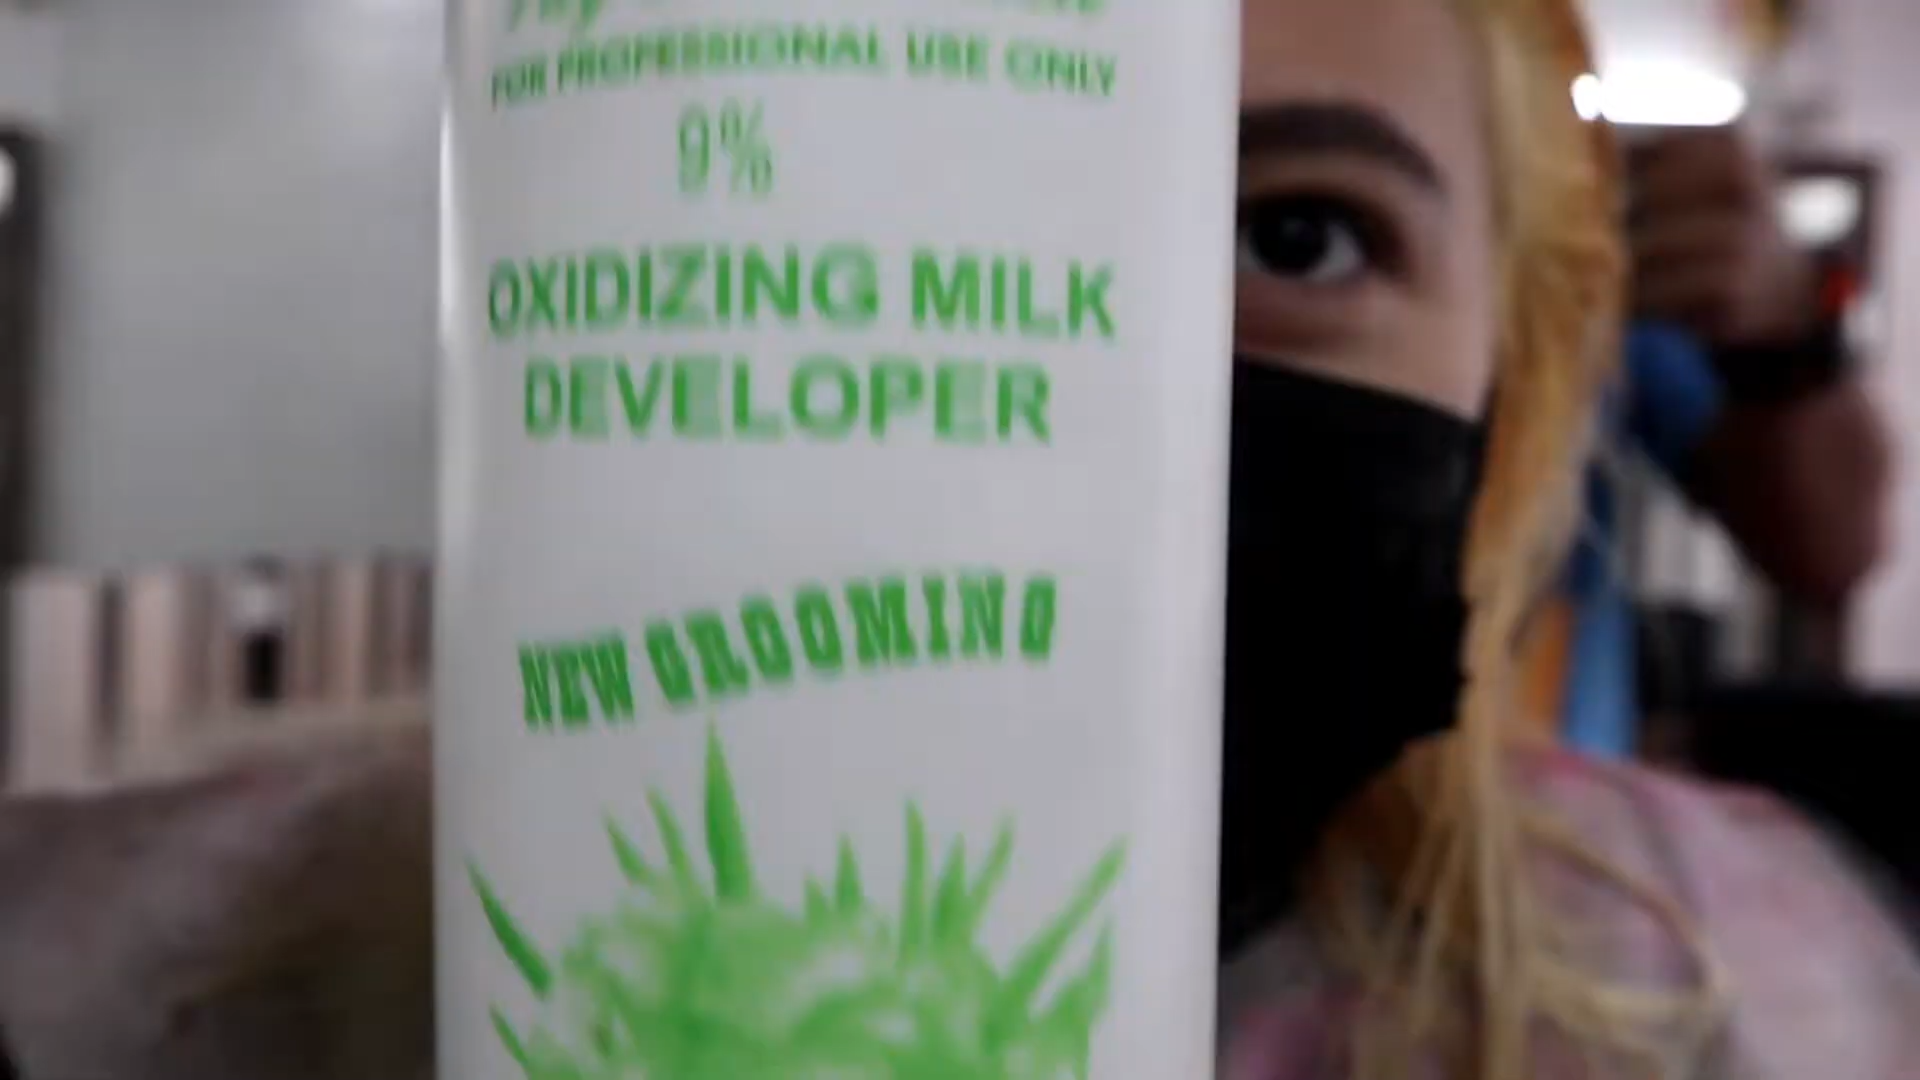 FOR PROFESSIONAL USE ONLY
9%
OXIDIZING MILK
DEVELOPER
NEW GROOMING